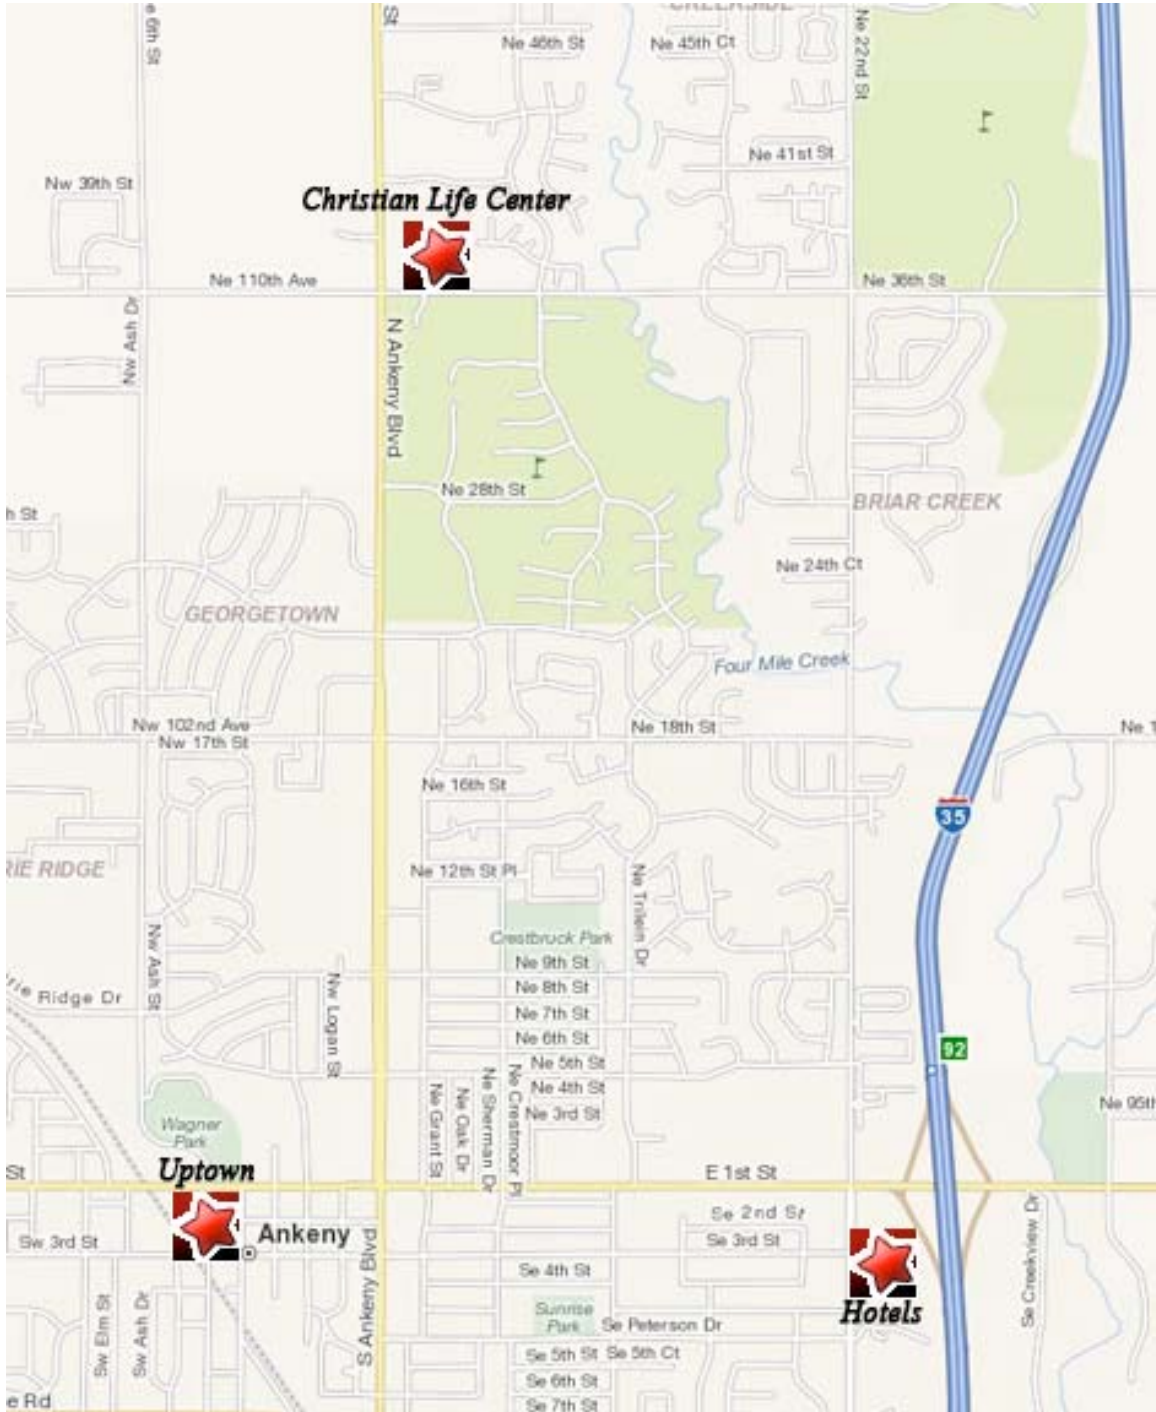 Ne 46th St
Ne 45th Ct
Ne 22nd St
Ne 41st St
Nw 39th St
Christian Life Center
Ne 110th Ave
Ne 36th St
Nw Ash Dr
N Ankeny Blvd
Ne 28th St
BRIAR CREEK
h St
Ne 24th Ct
GEORGETOWN
Four Mile Creek
Nw 102nd Ave
Ne 18th St
Nw 17th St
Ne 16th St
35
RIE RIDGE
Ne 12th St Pl
Ne Trilein Dr
Crestbruck Park
Nw Ash St
Ne 9th St
Ridge Dr
Nw Logan St
Ne 8th St
Ne 7th St
Ne 6th St
92
Ne 5th St
Ne 4th St
Ne 3rd St
Ne Grant St
Ne Oak Dr
Ne Sherman Dr
Ne Crestmoor Pl
Ne 95th
Wagner
Park
Uptown
St
E 1st St
Ankeny
Sw 3rd St
Se 2nd St
Se 3rd St
S Ankeny Blvd
Se 4th St
Hotels
Se Creekview Dr
Sw Elm St
Sw Ash Dr
Sunrise
Park
Se Peterson Dr
Se 5th St
Se 5th Ct
Se 6th St
Se 7th St
e Rd